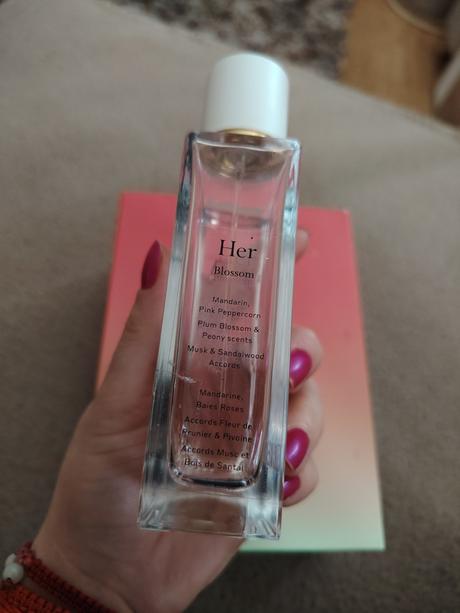 Her
Blossom
Mandarin,
Pink Peppercorn
Plum Blossom &
Peony scents
Musk & Sandalwood
Accords
Mandarine,
Baies Roses
Accords Fleur de
Prunier & Pivoine
Accords Musc et
Bois de Santal